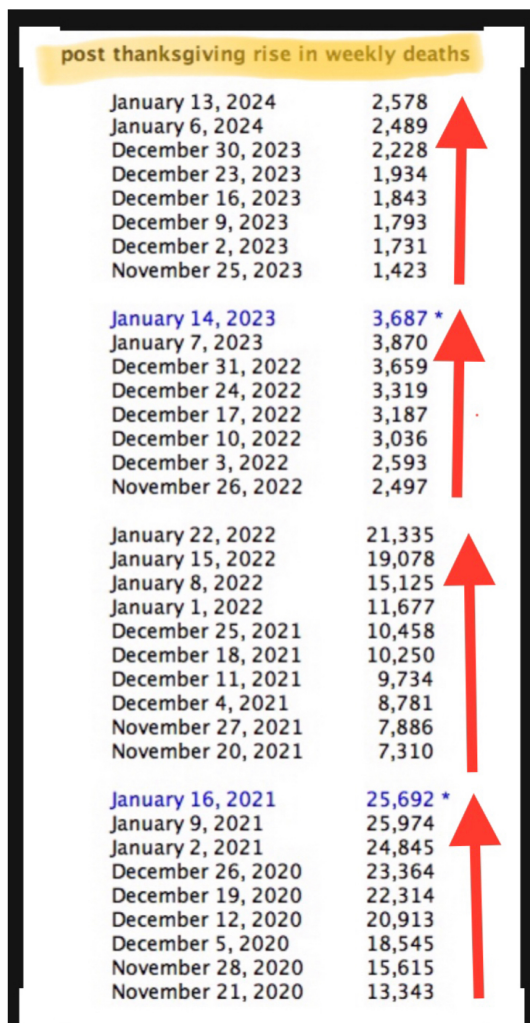 post thanksgiving rise in weekly deaths
January 13, 2024 2,578
January 6, 2024 2,489
December 30, 2023 2,228
December 23, 2023 1,934
December 16, 2023 1,843
December 9, 2023 1,793
December 2, 2023 1,731
November 25, 2023 1,423
January 14, 2023 3,687 *
January 7, 2023 3,870
December 31, 2022 3,659
December 24, 2022 3,319
December 17, 2022 3,187
December 10, 2022 3,036
December 3, 2022 2,593
November 26, 2022 2,497
January 22, 2022 21,335
January 15, 2022 19,078
January 8, 2022 15,125
January 1, 2022 11,677
December 25, 2021 10,458
December 18, 2021 10,250
December 11, 2021 9,734
December 4, 2021 8,781
November 27, 2021 7,886
November 20, 2021 7,310
January 16, 2021 25,692 *
January 9, 2021 25,974
January 2, 2021 24,845
December 26, 2020 23,364
December 19, 2020 22,314
December 12, 2020 20,913
December 5, 2020 18,545
November 28, 2020 15,615
November 21, 2020 13,343